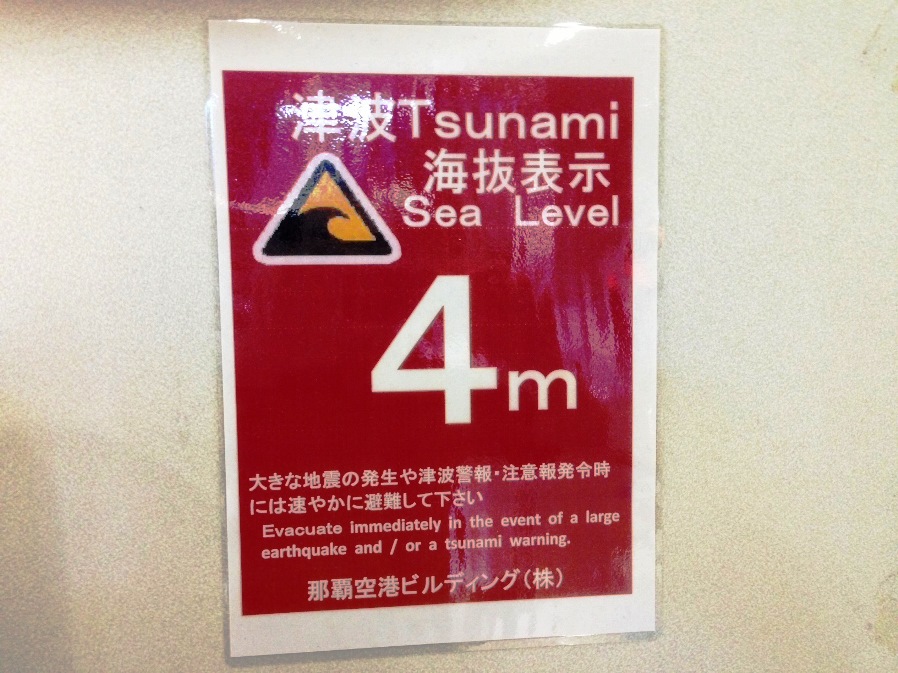 津波Tsunami
海抜表示
Sea Level
4m
大きな地震の発生や津波警報・注意報発令時
には速やかに避難して下さい
Evacuate immediately in the event of a large
earthquake and / or a tsunami warning.
那覇空港ビルディング(株)